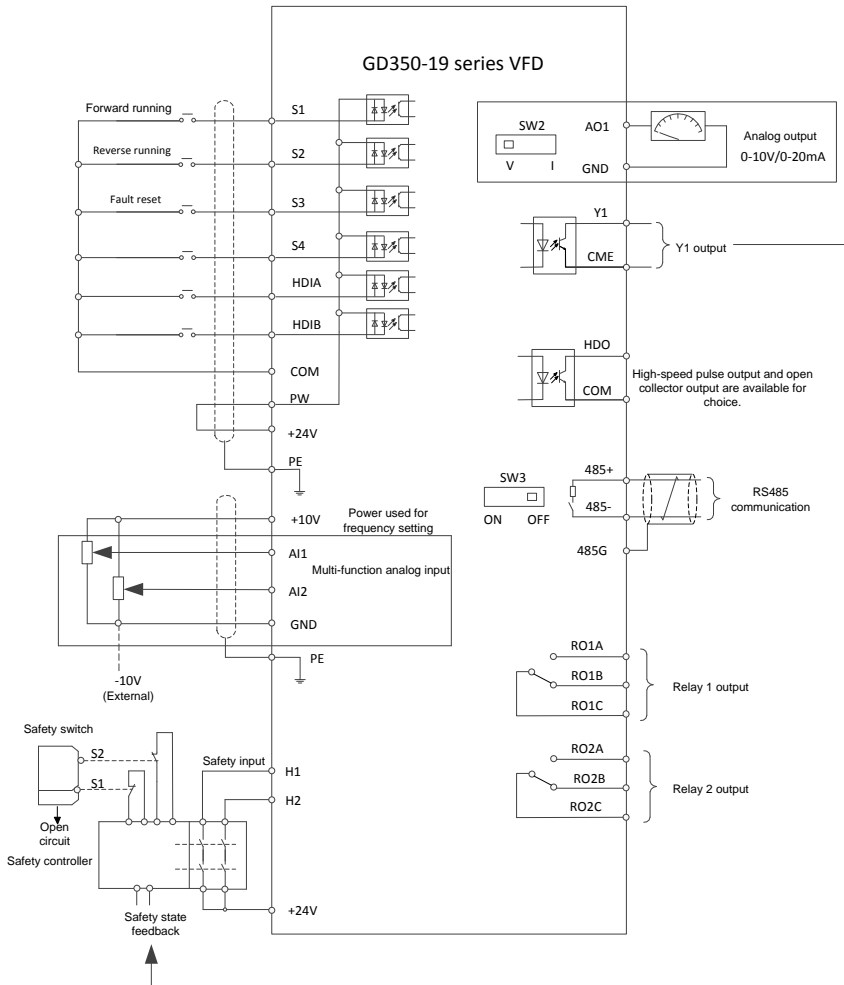 GD350-19 series VFD
Forward running
S1
Reverse running
S2
Fault reset
S3
S4
HDIA
HDIB
COM
PW
+24V
PE
Power used for
frequency setting
+10V
AI1
Multi-function analog input
AI2
GND
PE
-10V
(External)
Safety switch
S2
S1
Open
circuit
Safety controller
Safety input
H1
H2
+24V
Safety state
feedback
SW2
V I
AO1
GND
Analog output
0-10V/0-20mA
Y1
CME
Y1 output
HDO
COM
High-speed pulse output and open
collector output are available for
choice.
SW3
ON OFF
485+
485-
485G
RS485
communication
RO1A
RO1B
RO1C
Relay 1 output
RO2A
RO2B
RO2C
Relay 2 output